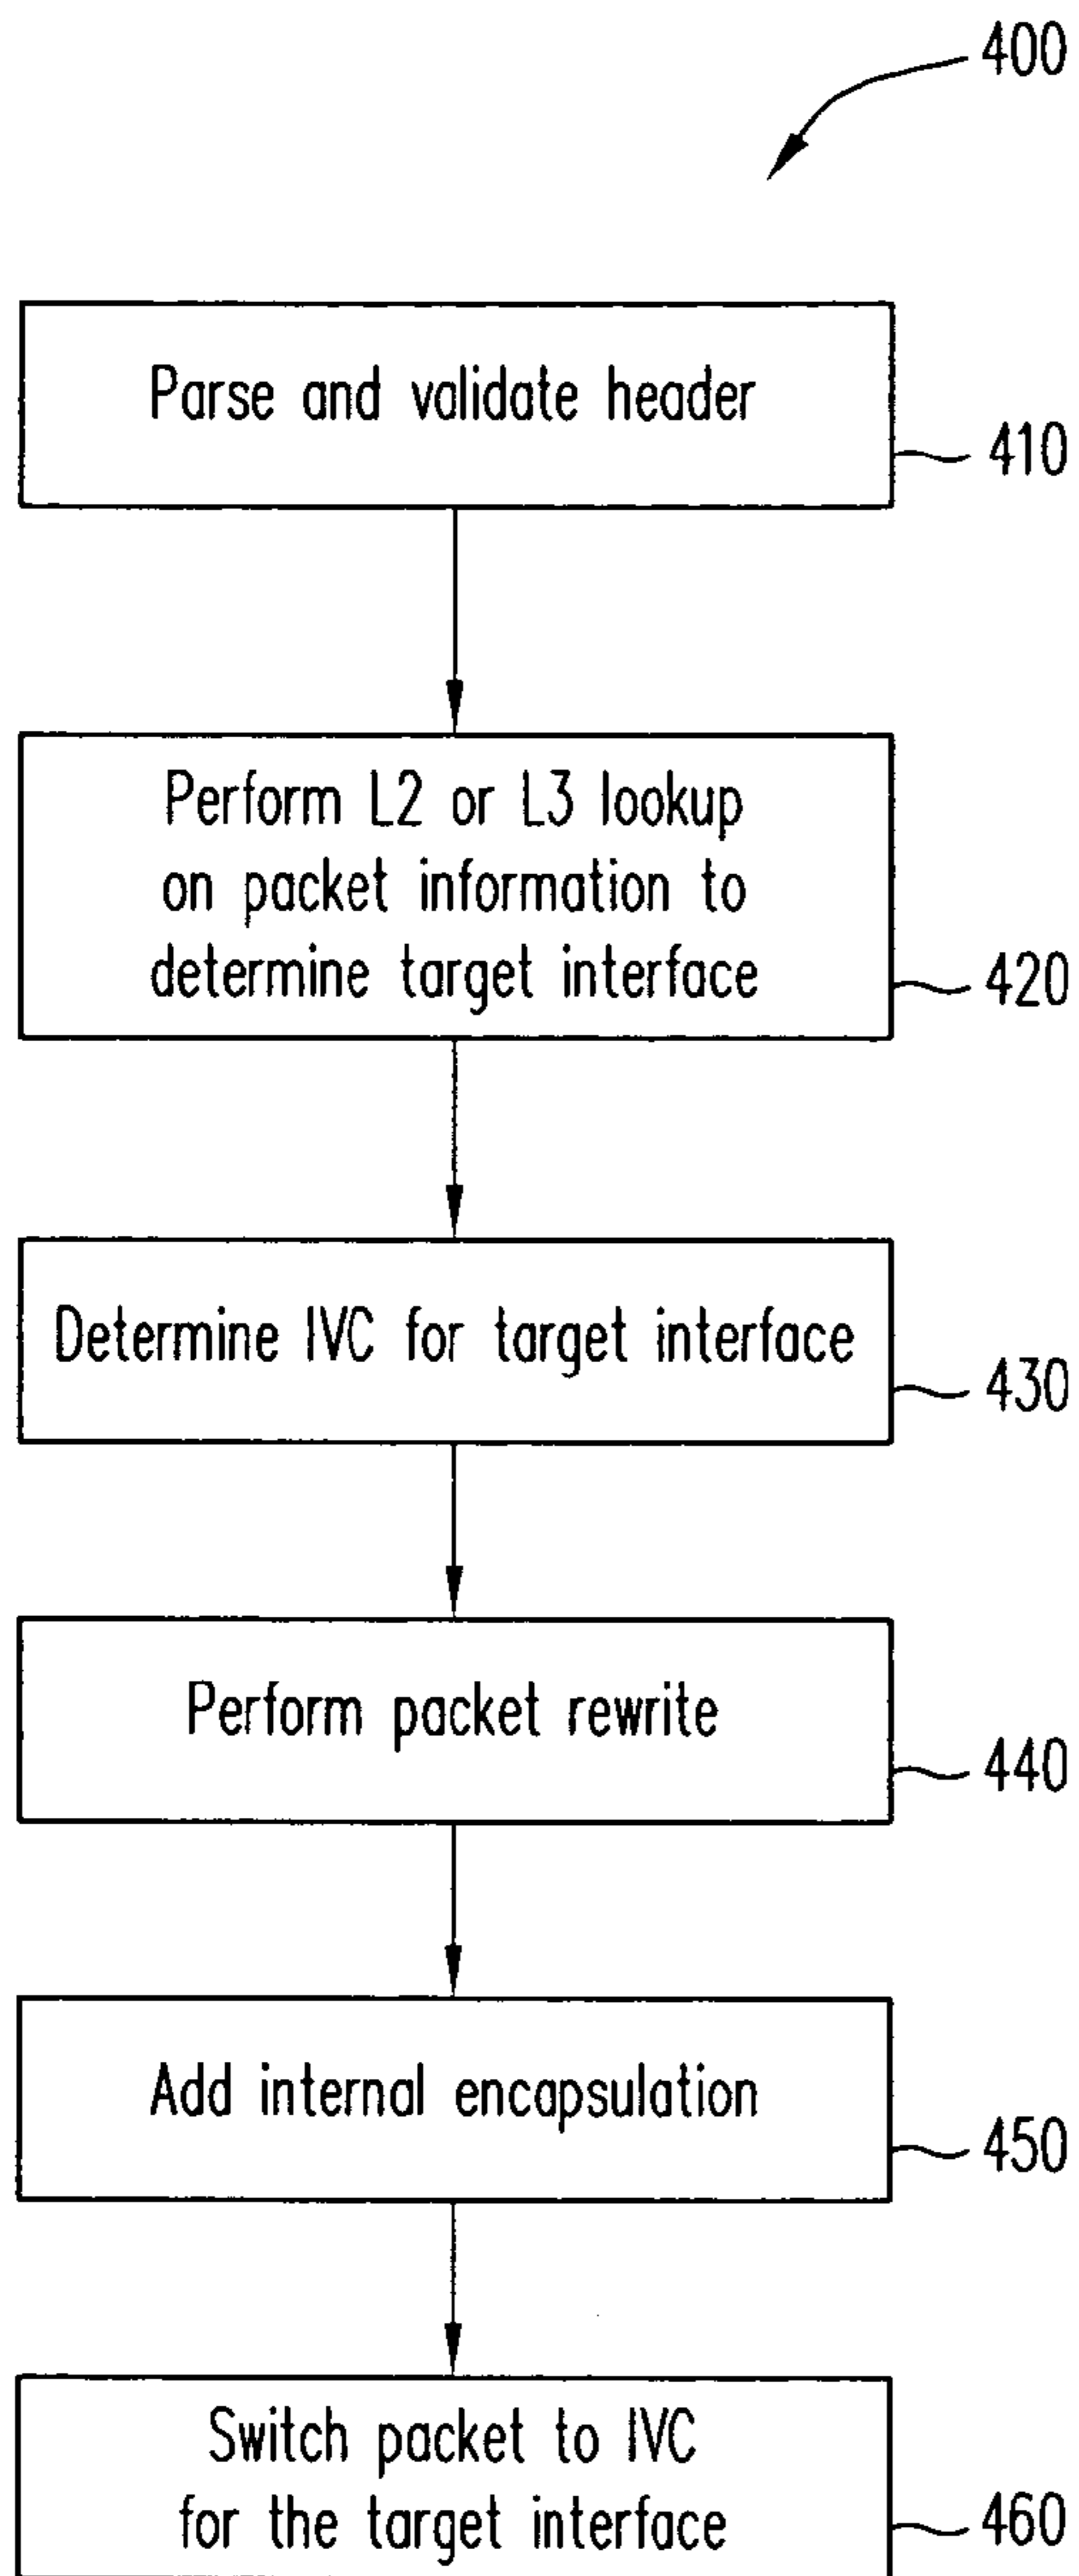 400
Parse and validate header
410
Perform L2 or L3 lookup
on packet information to
determine target interface
420
Determine IVC for target interface
430
Perform packet rewrite
440
Add internal encapsulation
450
Switch packet to IVC
for the target interface
460